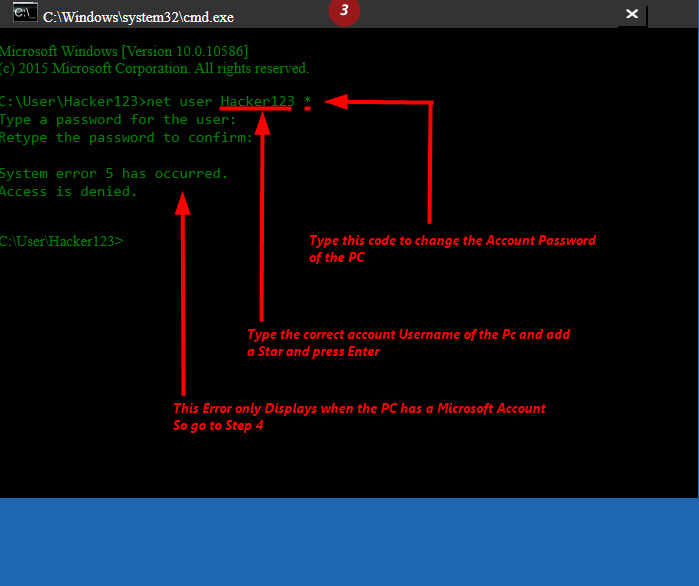 C:\Windows\system32\cmd.exe
3
Microsoft Windows [Version 10.0.10586]
(c) 2015 Microsoft Corporation. All rights reserved.
C:\User\Hacker123>net user Hacker123 *
Type a password for the user:
Retype the password to confirm:
System error 5 has occurred.
Access is denied.
C:\User\Hacker123>
Type this code to change the Account Password
of the PC
Type the correct account Username of the Pc and add
a Star and press Enter
This Error only Displays when the PC has a Microsoft Account
So go to Step 4